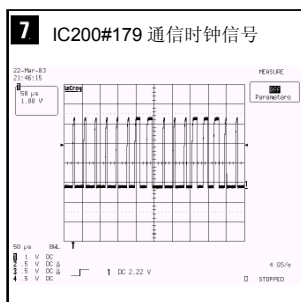 7 IC200#179 通信时钟信号
22-Mar-03
21:46:15
LeCroy
MEASURE
50 µs
1.00 V
OFF
Parameters
1
50 µs BWL
1 1 V DC
2 .5 V DC
3 .5 V DC
4 .5 V DC
1 DC 2.22 V
4 GS/s
STOPPED